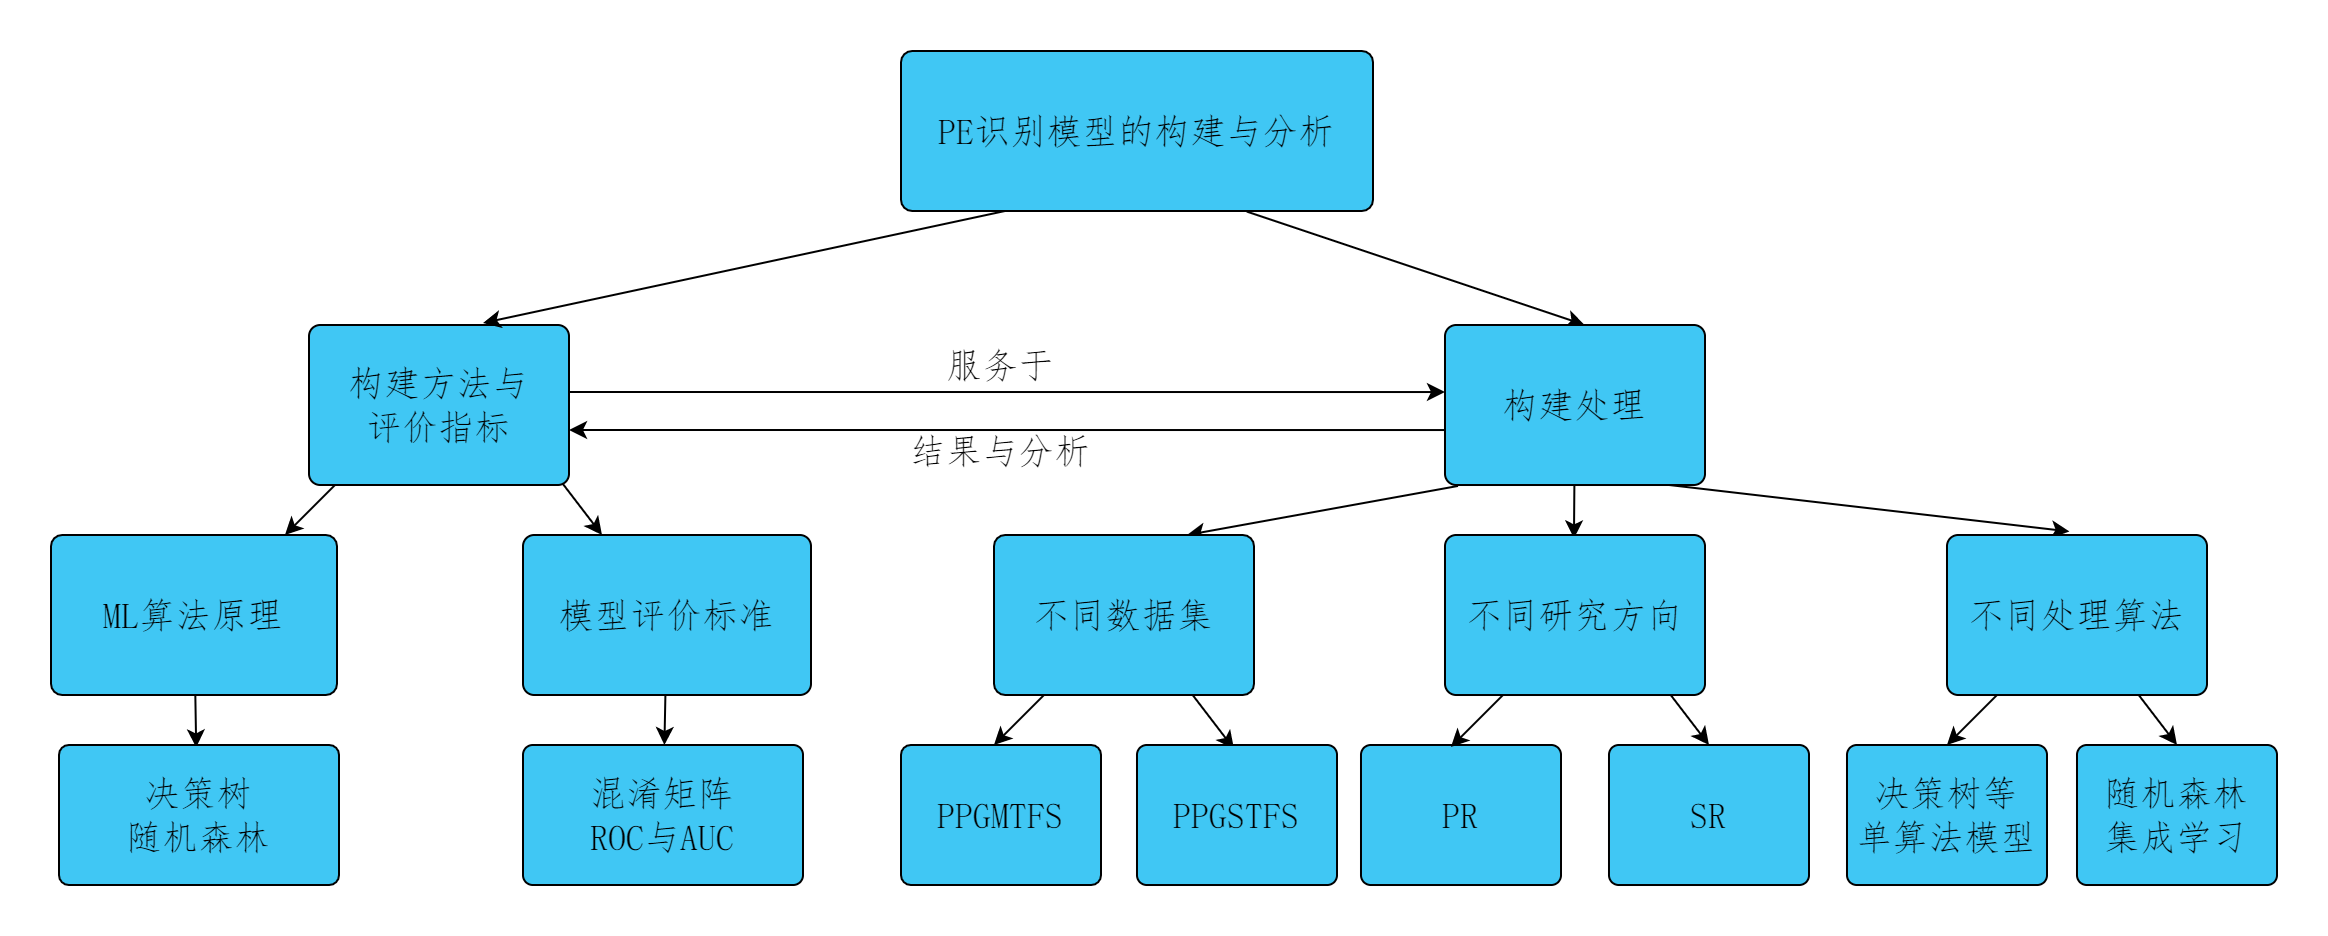 PE识别模型的构建与分析
服务于
构建方法与
评价指标
构建处理
结果与分析
ML算法原理
模型评价标准
不同数据集
不同研究方向
不同处理算法
决策树
随机森林
混淆矩阵
ROC与AUC
PPGMTFS
PPGSTFS
PR
SR
决策树等
单算法模型
随机森林
集成学习